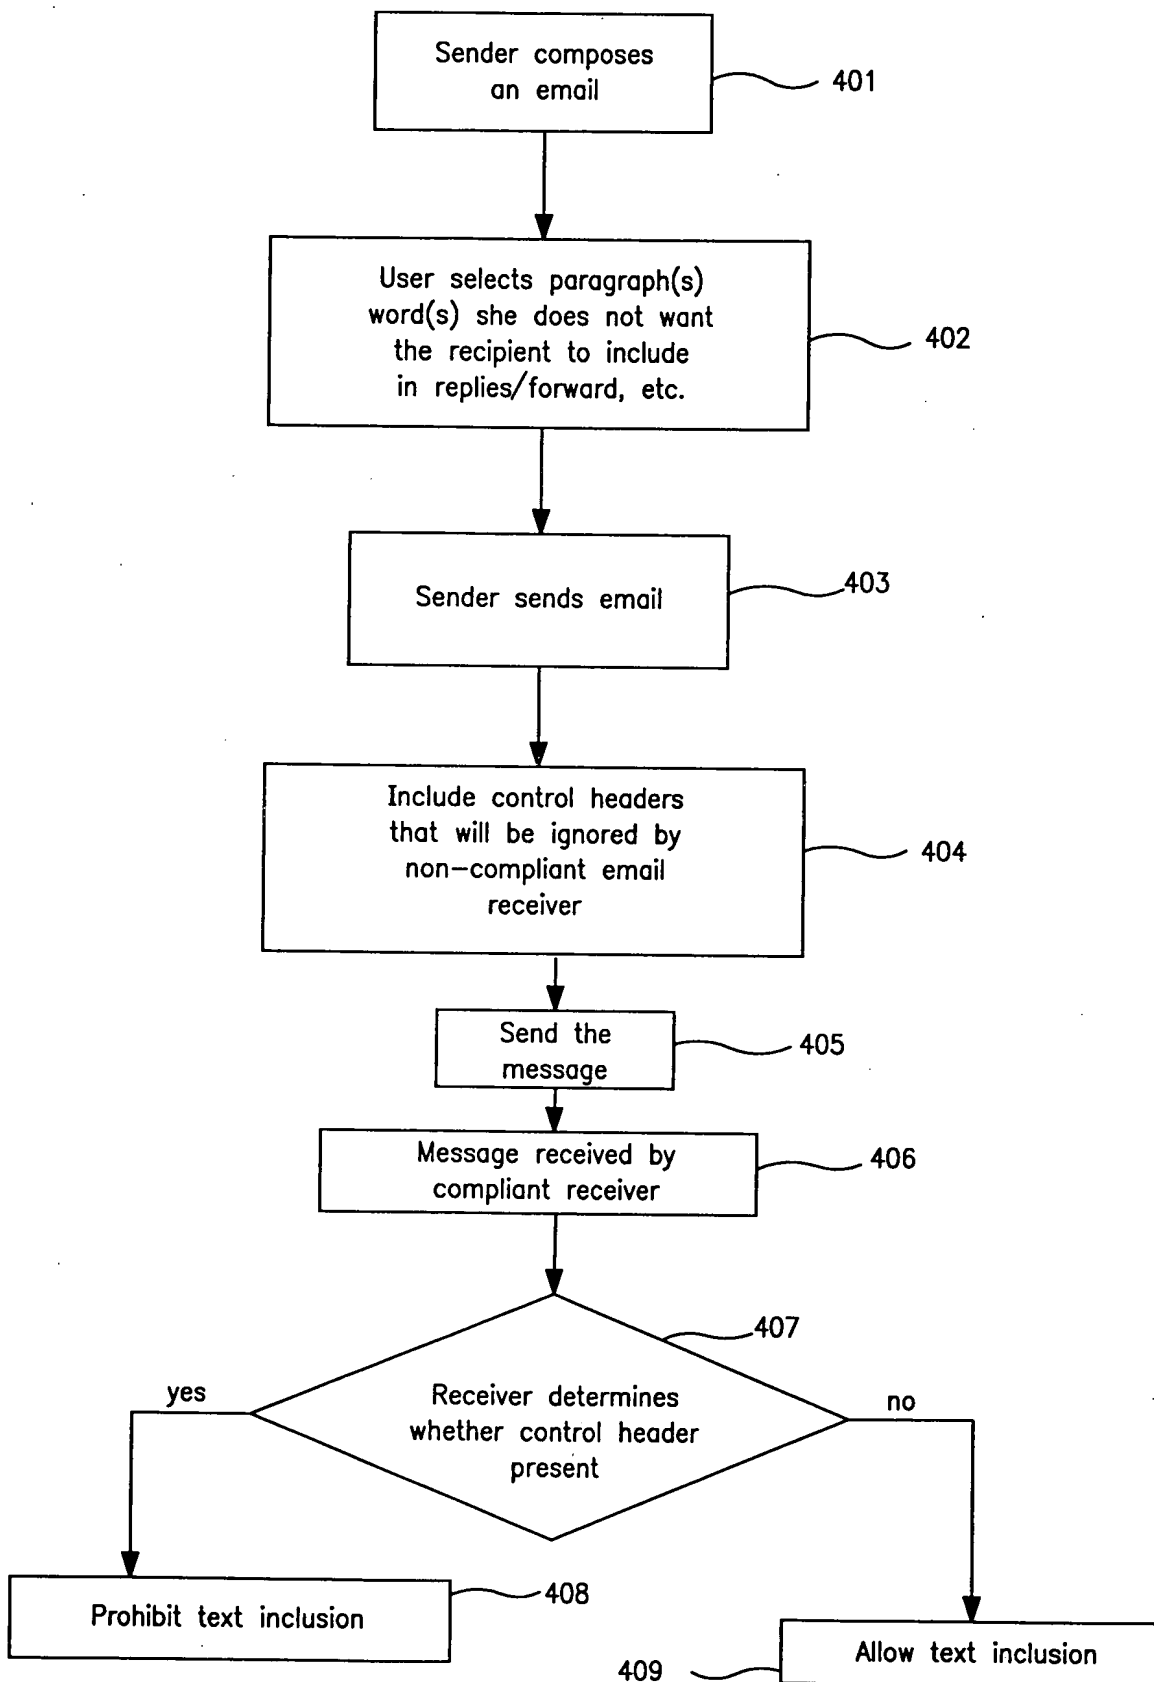 Sender composes
an email
401
User selects paragraph(s)
word(s) she does not want
the recipient to include
in replies/forward, etc.
402
Sender sends email
403
Include control headers
that will be ignored by
non-compliant email
receiver
404
Send the
message
405
Message received by
compliant receiver
406
407
Receiver determines
whether control header
present
yes
no
Prohibit text inclusion
408
Allow text inclusion
409